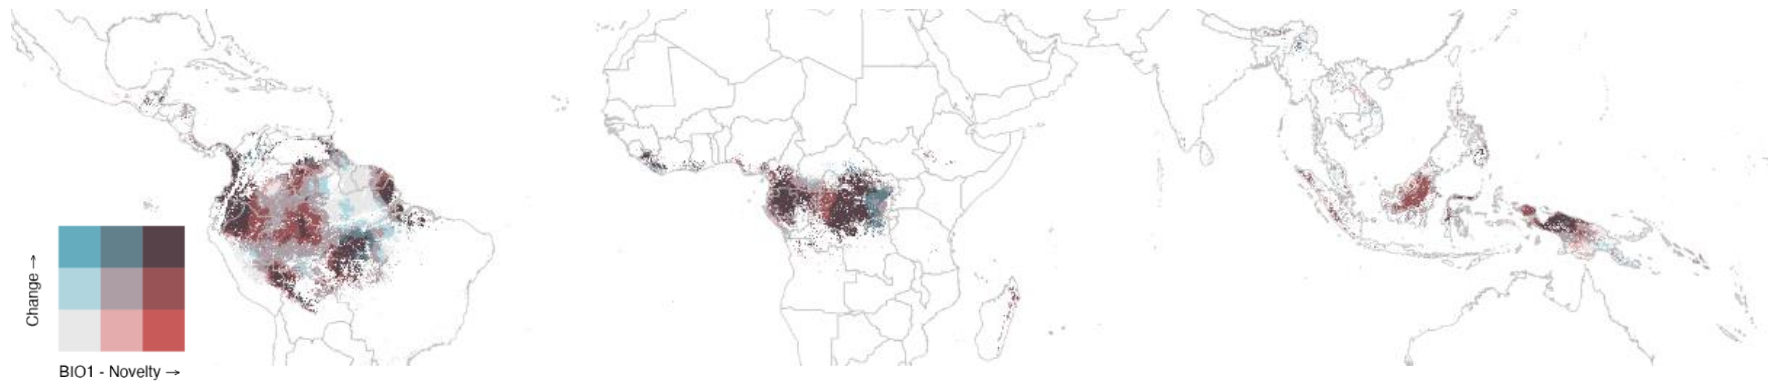 Change →
BIO1 - Novelty →